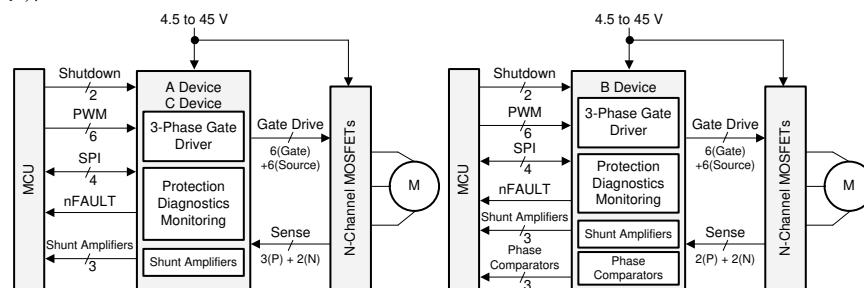 4.5 to 45 V
Shutdown
2
PWM
6
SPI
4
nFAULT
Shunt Amplifiers
3
MCU
A Device
C Device
3-Phase Gate
Driver
Protection
Diagnostics
Monitoring
Shunt Amplifiers
Gate Drive
6(Gate)
+6(Source)
Sense
3(P) + 2(N)
N-Channel MOSFETs
M
4.5 to 45 V
Shutdown
2
PWM
6
SPI
4
nFAULT
Shunt Amplifiers
3
Phase
Comparators
3
MCU
B Device
3-Phase Gate
Driver
Protection
Diagnostics
Monitoring
Shunt Amplifiers
Phase
Comparators
Gate Drive
6(Gate)
+6(Source)
Sense
2(P) + 2(N)
N-Channel MOSFETs
M